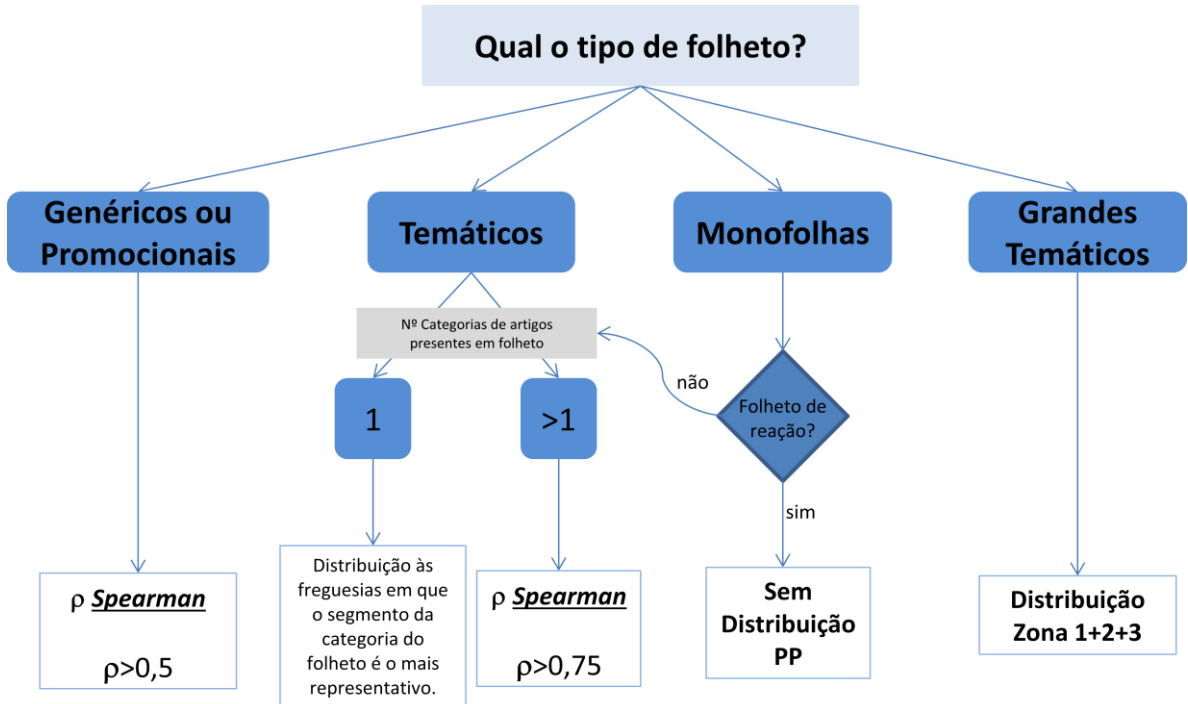 Qual o tipo de folheto?
Genéricos ou
Promocionais
Temáticos
Monofolhas
Grandes
Temáticos
Nº Categorias de artigos
presentes em folheto
não
Folheto de
reação?
1
>1
sim
ρ Spearman
ρ>0,5
Distribuição às
freguesias em que
o segmento da
categoria do
folheto é o mais
representativo.
ρ Spearman
ρ>0,75
Sem
Distribuição
PP
Distribuição
Zona 1+2+3